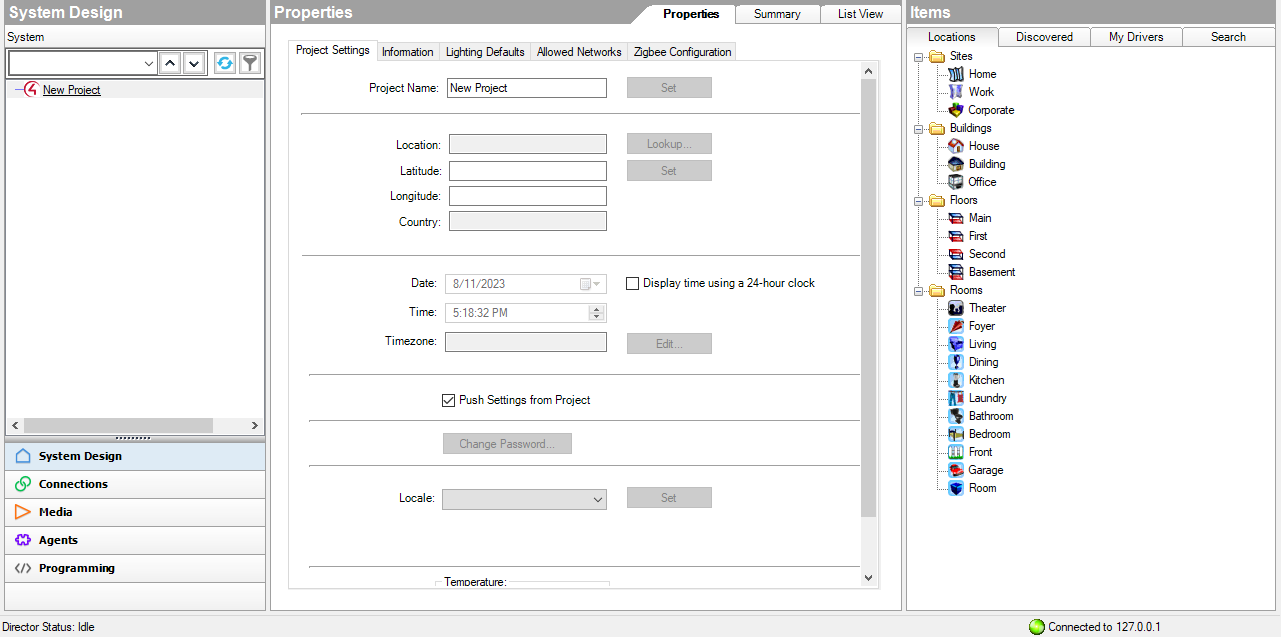 System Design
System
New Project
System Design
Connections
Media
Agents
Programming
Properties
Properties
Summary
List View
Project Settings
Information
Lighting Defaults
Allowed Networks
Zigbee Configuration
Project Name: New Project Set
Location: Lookup...
Latitude: Set
Longitude:
Country:
Date: 8/11/2023 Display time using a 24-hour clock
Time: 5:18:32 PM
Timezone: Edit...
Push Settings from Project
Change Password...
Locale: Set
Temperature:
Items
Locations
Discovered
My Drivers
Search
Sites
Home
Work
Corporate
Buildings
House
Building
Office
Floors
Main
First
Second
Basement
Rooms
Theater
Foyer
Living
Dining
Kitchen
Laundry
Bathroom
Bedroom
Front
Garage
Room
Director Status: Idle
Connected to 127.0.0.1